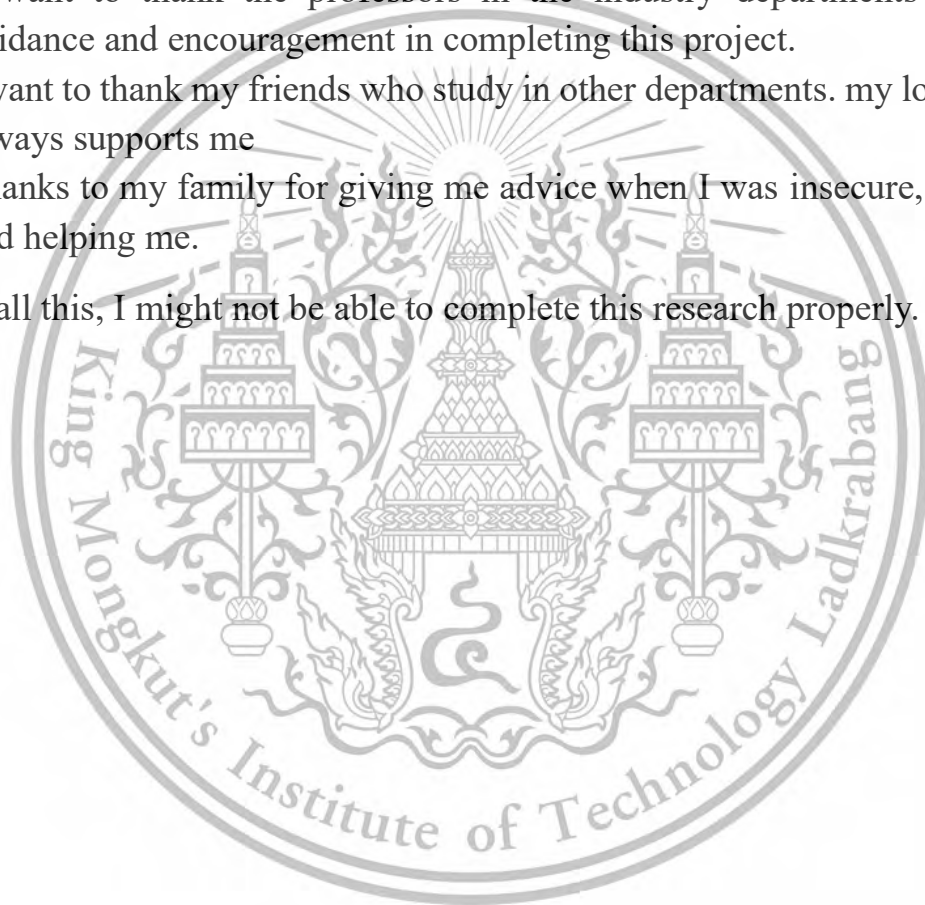 want to thank the professors in the industry departments
idance and encouragement in completing this project.
vant to thank my friends who study in other departments. my lo
ways supports me
anks to my family for giving me advice when I was insecure,
d helping me.
all this, I might not be able to complete this research properly.
King Mongkut's Institute of Technology Ladkrabang